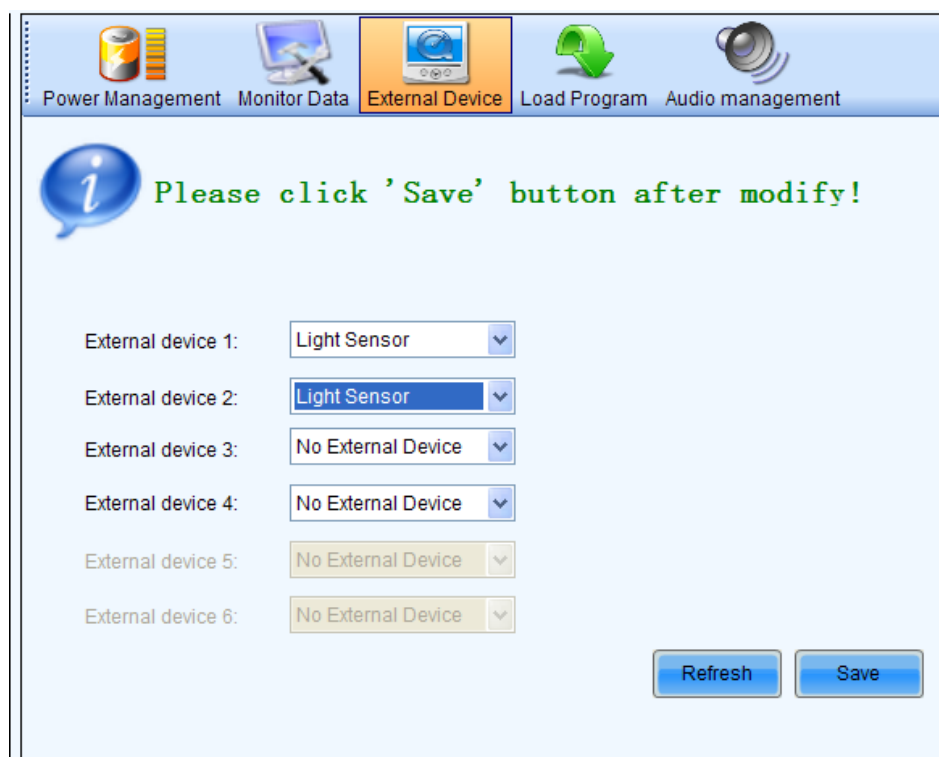 Power Management Monitor Data External Device Load Program Audio management
Please click 'Save' button after modify!
External device 1: Light Sensor
External device 2: Light Sensor
External device 3: No External Device
External device 4: No External Device
External device 5: No External Device
External device 6: No External Device
Refresh Save